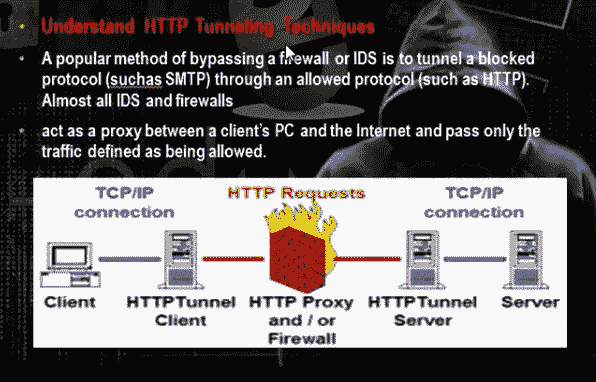 Understand HTTP Tunneling Techniques
A popular method of bypassing a firewall or IDS is to tunnel a blocked
protocol (suchas SMTP) through an allowed protocol (such as HTTP).
Almost all IDS and firewalls
act as a proxy between a client's PC and the Internet and pass only the
traffic defined as being allowed.
TCP/IP
connection
HTTP Requests
TCP/IP
connection
Client
HTTPTunnel
Client
HTTP Proxy
and / or
Firewall
HTTPTunnel
Server
Server